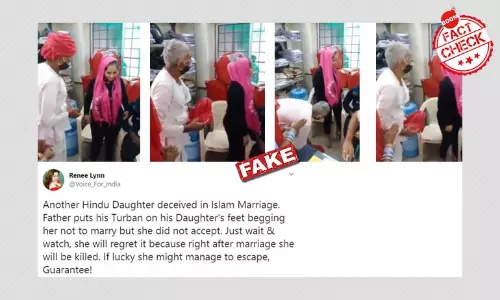 BOOM
FACT
CHECK
FAKE
Renee Lynn
@Voice_For_India
Another Hindu Daughter deceived in Islam Marriage.
Father puts his Turban on his Daughter's feet begging
her not to marry but she did not accept. Just wait &
watch, she will regret it because right after marriage she
will be killed. If lucky she might manage to escape,
Guarantee!